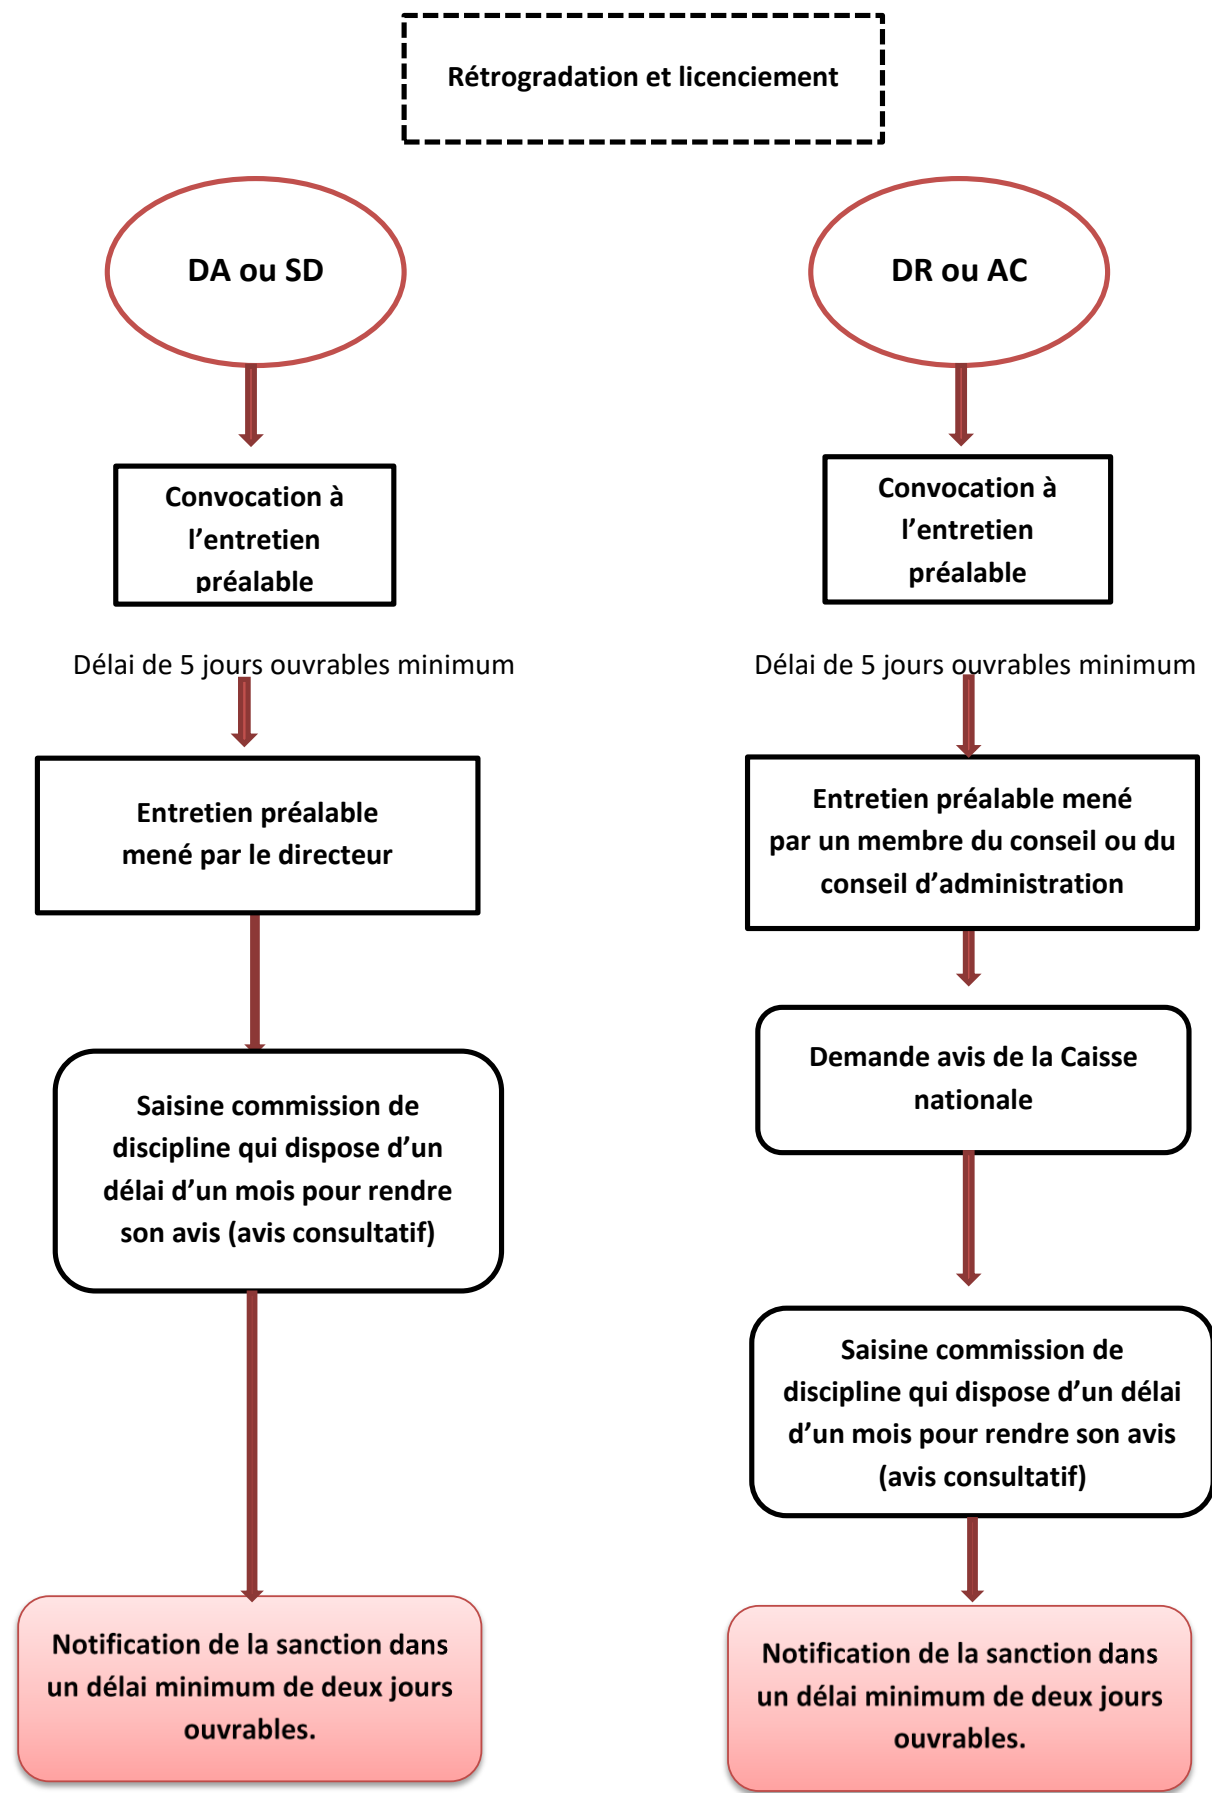 Rétrogradation et licenciement
DA ou SD
Convocation à
l’entretien
préalable
Délai de 5 jours ouvrables minimum
Entretien préalable
mené par le directeur
Saisine commission de
discipline qui dispose d’un
délai d’un mois pour rendre
son avis (avis consultatif)
Notification de la sanction dans
un délai minimum de deux jours
ouvrables.
DR ou AC
Convocation à
l’entretien
préalable
Délai de 5 jours ouvrables minimum
Entretien préalable mené
par un membre du conseil ou du
conseil d’administration
Demande avis de la Caisse
nationale
Saisine commission de
discipline qui dispose d’un délai
d’un mois pour rendre son avis
(avis consultatif)
Notification de la sanction dans
un délai minimum de deux jours
ouvrables.